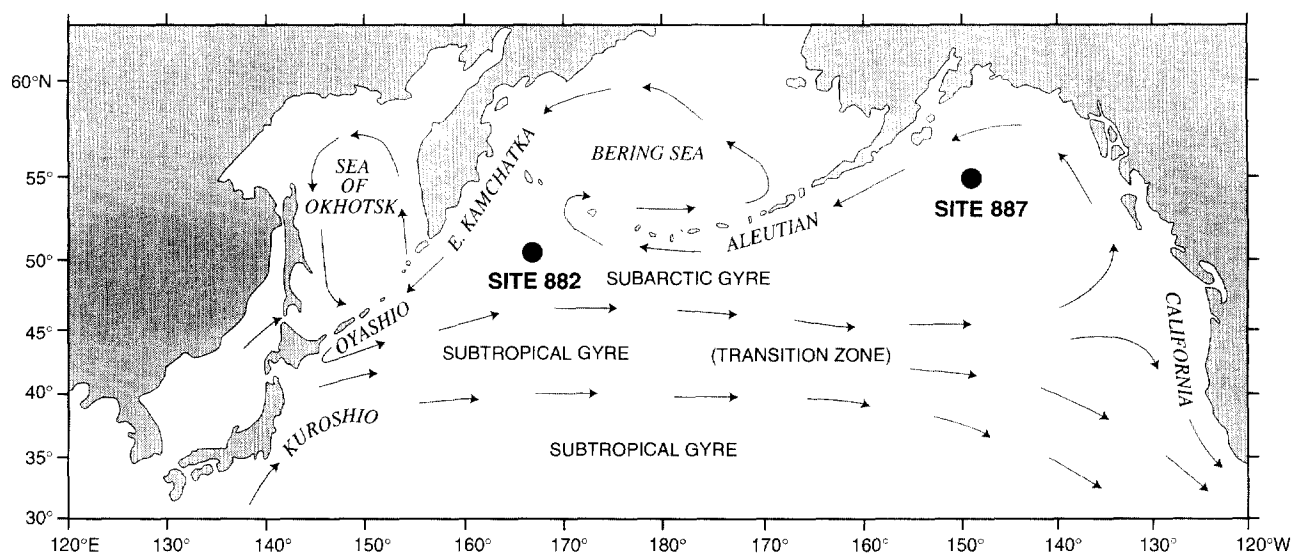 60°N
55°
50°
45°
40°
35°
30°
SEA
OF
OKHOTSK
E. KAMCHATKA
BERING SEA
ALEUTIAN
SITE 887
SITE 882
SUBARCTIC GYRE
OYASHIO
SUBTROPICAL GYRE
(TRANSITION ZONE)
CALIFORNIA
KUROSHIO
SUBTROPICAL GYRE
120°E
130°
140°
150°
160°
170°
180°
170°
160°
150°
140°
130°
120°W